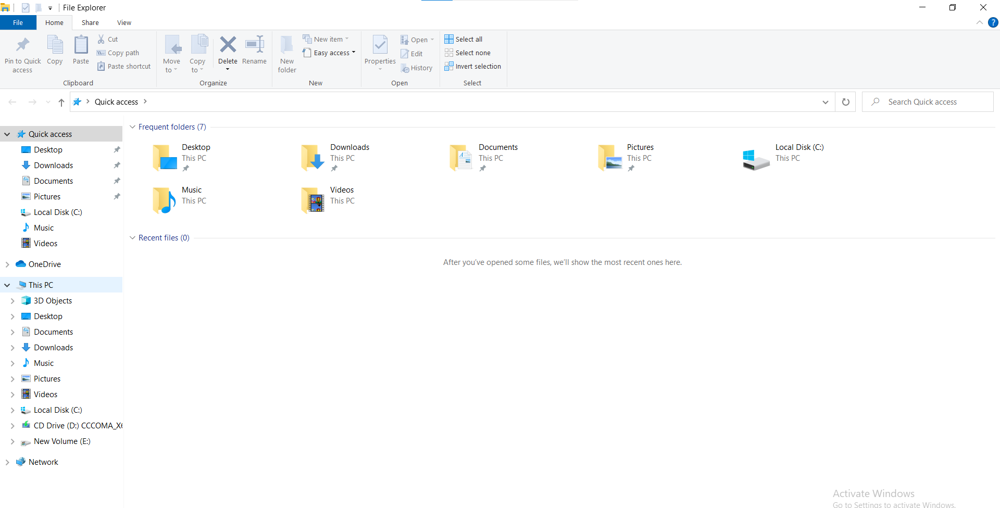 File Explorer
File Home Share View
Pin to Quick access
Copy
Paste
Cut
Copy path
Paste shortcut
Clipboard
Move to
Copy to
Delete
Rename
Organize
New folder
New item
Easy access
New
Properties
Open
Edit
History
Open
Select all
Select none
Invert selection
Select
Quick access
Search Quick access
Quick access
Desktop
Downloads
Documents
Pictures
Local Disk (C:)
Music
Videos
OneDrive
This PC
3D Objects
Desktop
Documents
Downloads
Music
Pictures
Videos
Local Disk (C:)
CD Drive (D:) CCCOMA_X6
New Volume (E:)
Network
Frequent folders (7)
Desktop
This PC
Downloads
This PC
Documents
This PC
Pictures
This PC
Local Disk (C:)
This PC
Music
This PC
Videos
This PC
Recent files (0)
After you've opened some files, we'll show the most recent ones here.
Activate Windows
Go to Settings to activate Windows.